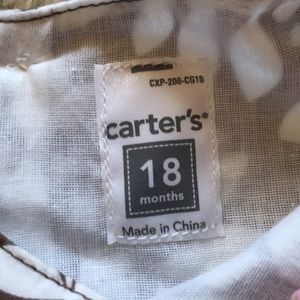 CXP-200-CG10
carter's®
18
months
Made in China